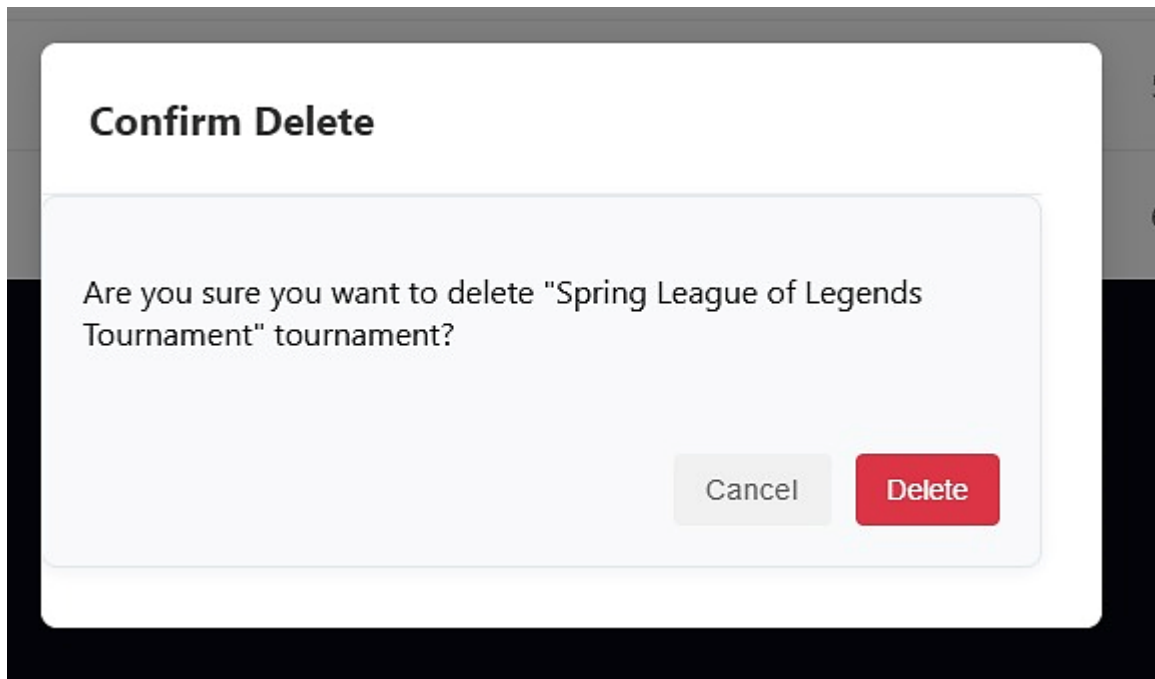 Confirm Delete
Are you sure you want to delete "Spring League of Legends
Tournament" tournament?
Cancel
Delete